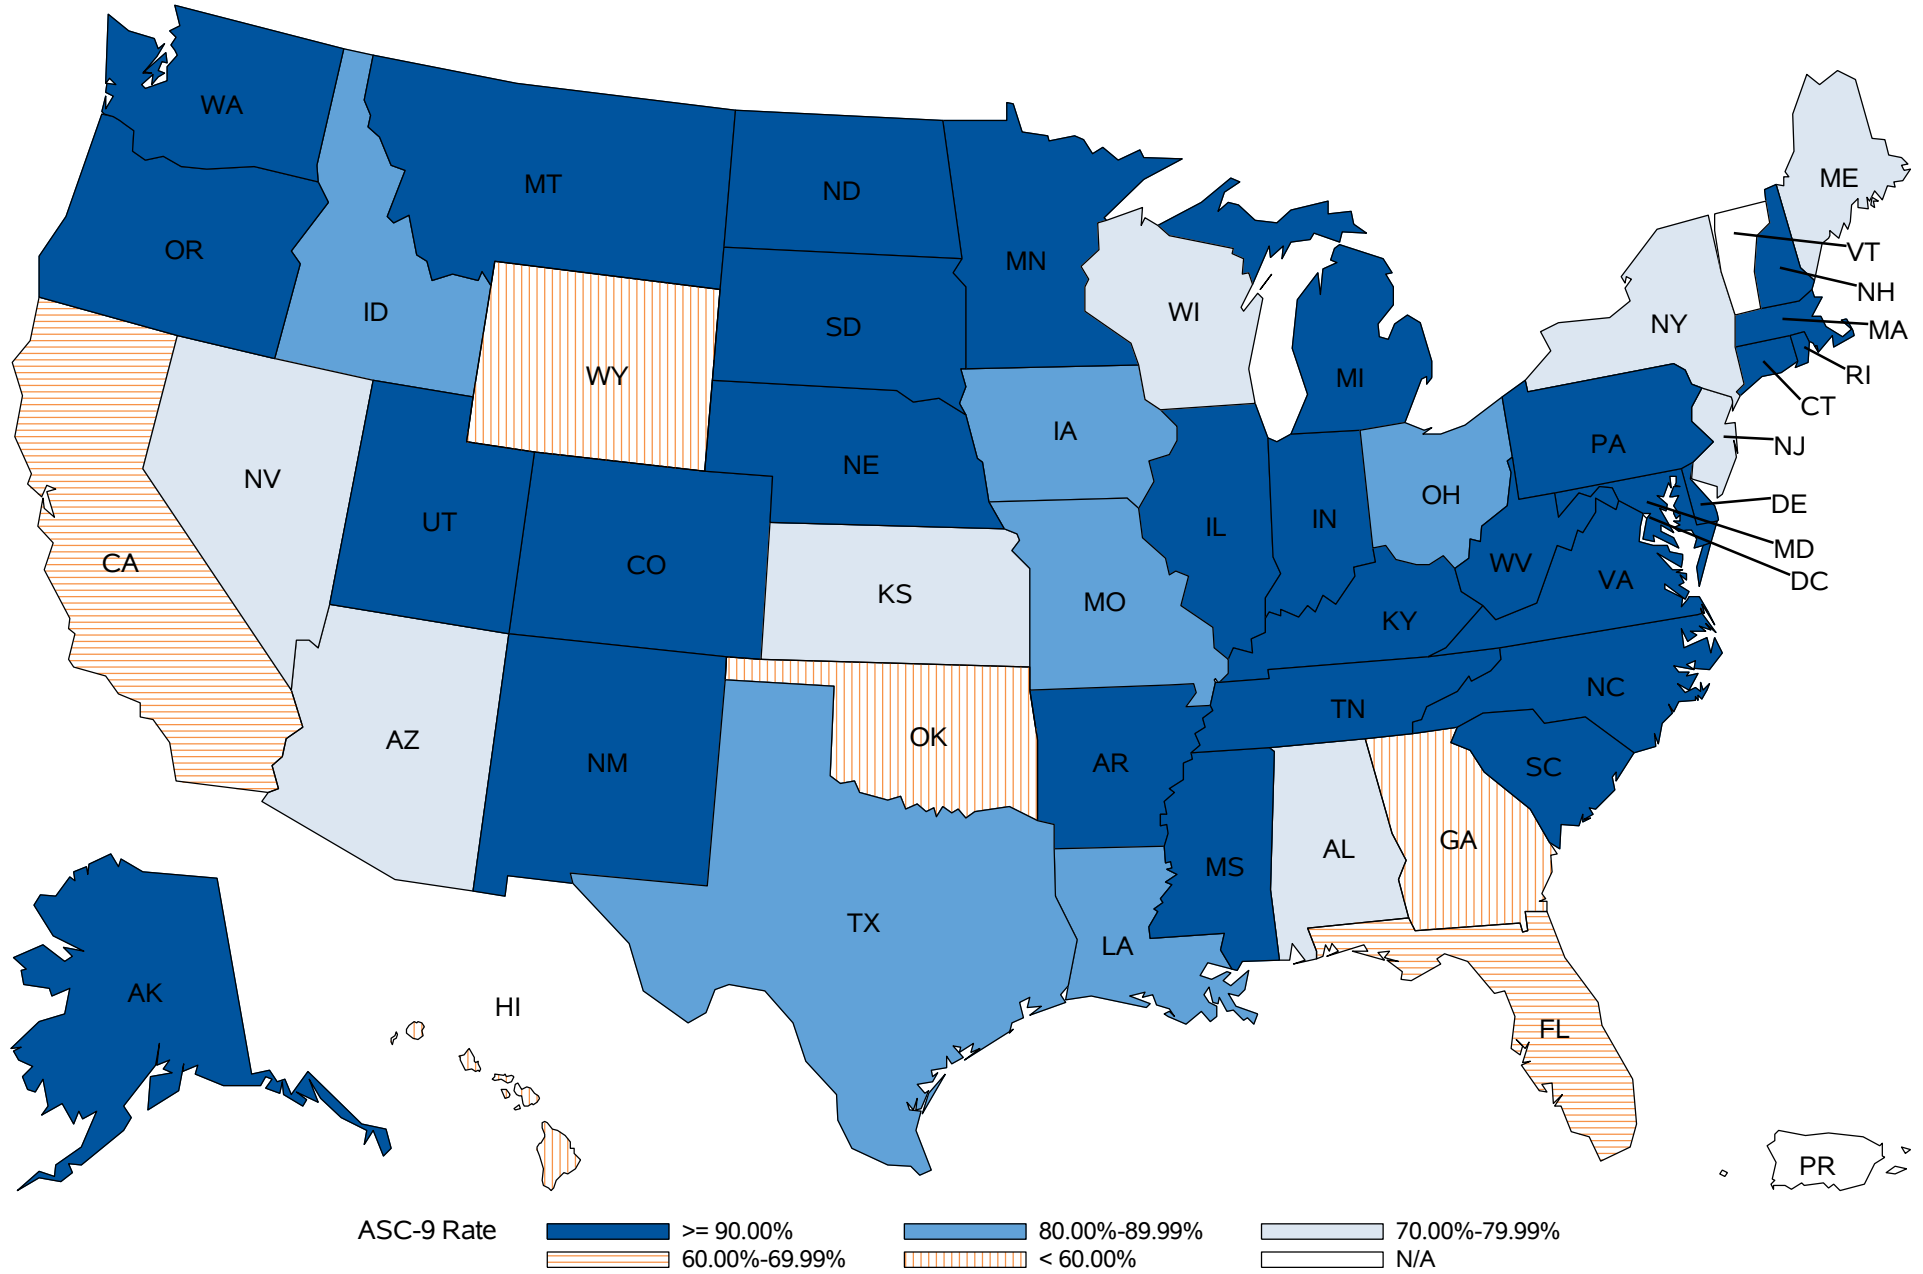 WA
MT
ND
ME
OR
MN
VT
ID
NH
SD
WI
NY
MA
WY
MI
RI
CT
IA
PA
NJ
NV
NE
OH
UT
IL
IN
DE
MD
CA
CO
WV
VA
DC
KS
MO
KY
NC
TN
AZ
OK
NM
AR
SC
GA
AL
MS
TX
LA
AK
HI
FL
PR
ASC-9 Rate
>= 90.00%
80.00%-89.99%
70.00%-79.99%
60.00%-69.99%
< 60.00%
N/A